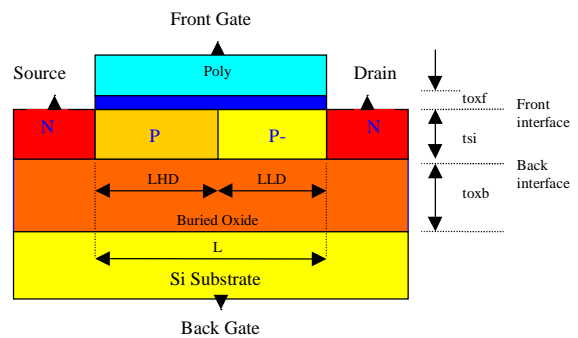 Front Gate
Source
Poly
Drain
toxf
Front
interface
N
P
P-
N
tsi
Back
interface
LHD
LLD
toxb
Buried Oxide
L
Si Substrate
Back Gate